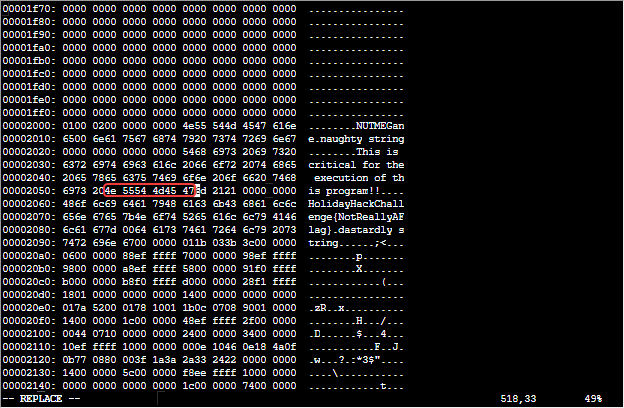 00001f70: 0000 0000 0000 0000 0000 0000 0000 0000  ................
00001f80: 0000 0000 0000 0000 0000 0000 0000 0000  ................
00001f90: 0000 0000 0000 0000 0000 0000 0000 0000  ................
00001fa0: 0000 0000 0000 0000 0000 0000 0000 0000  ................
00001fb0: 0000 0000 0000 0000 0000 0000 0000 0000  ................
00001fc0: 0000 0000 0000 0000 0000 0000 0000 0000  ................
00001fd0: 0000 0000 0000 0000 0000 0000 0000 0000  ................
00001fe0: 0000 0000 0000 0000 0000 0000 0000 0000  ................
00001ff0: 0000 0000 0000 0000 0000 0000 0000 0000  ................
00002000: 0100 0200 0000 0000 4e55 544d 4547 616e  ........NUTMEGan
00002010: 6500 6e61 7567 6874 7920 7374 7269 6e67  e.naughty string
00002020: 0000 0000 0000 0000 5468 6973 2069 7320  ........This is
00002030: 6372 6974 6963 616c 2066 6f72 2074 6865  critical for the
00002040: 2065 7865 6375 7469 6f6e 206f 6620 7468   execution of th
00002050: 6973 204e 5554 4d45 476d 2121 0000 0000  is program!!....
00002060: 486f 6c69 6461 7948 6163 6b43 6861 6c6c  HolidayHackChall
00002070: 656e 6765 7b4e 6f74 5265 616c 6c79 4146  enge{NotReallyAF
00002080: 6c61 677d 0064 6173 7461 7264 6c79 2073  lag}.dastardly s
00002090: 7472 696e 6700 0000 011b 033b 3c00 0000  tring......;<...
000020a0: 0600 0000 88ef ffff 7000 0000 98ef ffff  ........p.......
000020b0: 9800 0000 a8ef ffff 5800 0000 91f0 ffff  ........X.......
000020c0: b000 0000 b8f0 ffff d000 0000 28f1 ffff  ............(...
000020d0: 1801 0000 0000 0000 1400 0000 0000 0000  ................
000020e0: 017a 5200 0178 1001 1b0c 0708 9001 0000  .zR..x..........
000020f0: 1400 0000 1c00 0000 48ef ffff 2f00 0000  ........H.../...
00002100: 0044 0710 0000 0000 2400 0000 3400 0000  .D......$...4...
00002110: 10ef ffff 1000 0000 000e 1046 0e18 4a0f  ...........F..J.
00002120: 0b77 0880 003f 1a3a 2a33 2422 0000 0000  .w...?.:*3$"....
00002130: 1400 0000 5c00 0000 f8ee ffff 1000 0000  ....\...........
00002140: 0000 0000 0000 0000 1c00 0000 7400 0000  ............t...
-- REPLACE -- 518,33 49%